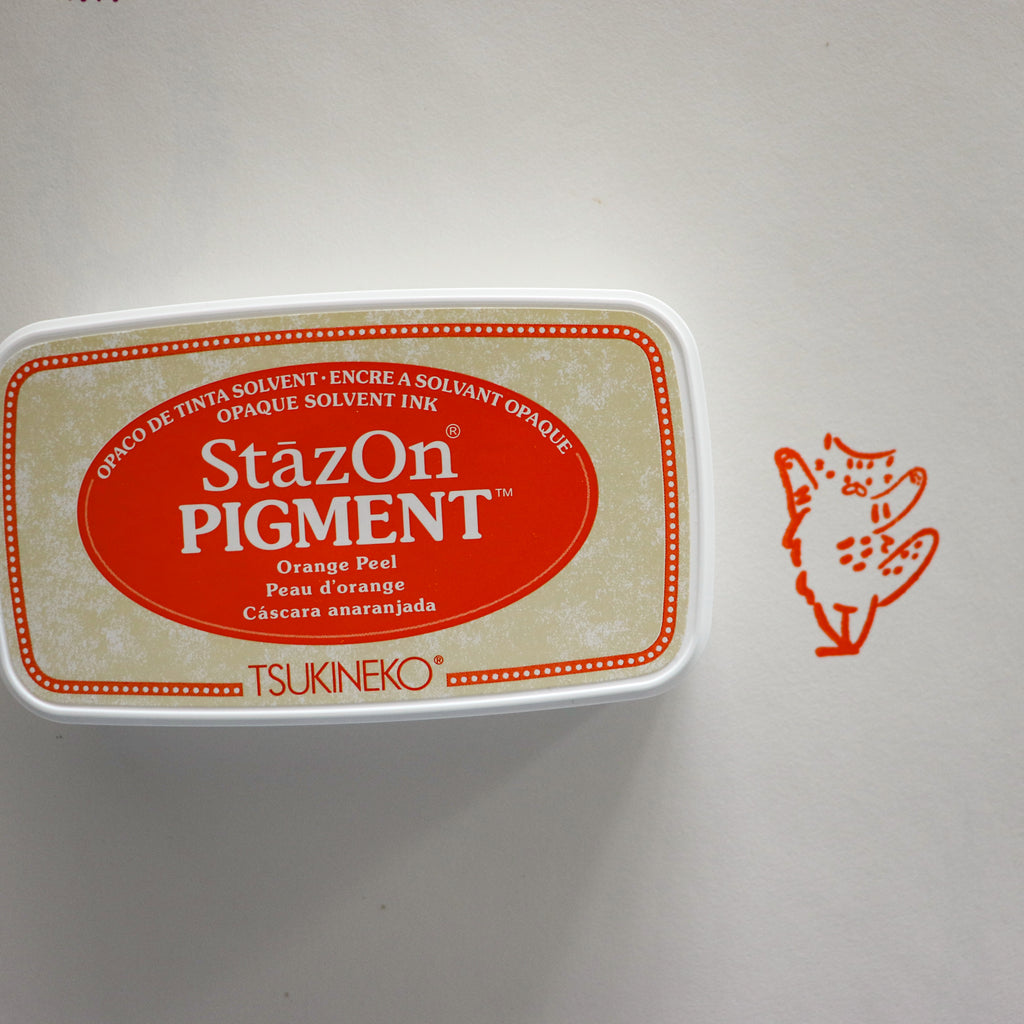 OPACO DE TINTA SOLVENT · ENCRE A SOLVANT OPAQUE
OPAQUE SOLVENT INK
StāzOn®
PIGMENT™
Orange Peel
Peau d'orange
Cáscara anaranjada
TSUKINEKO®